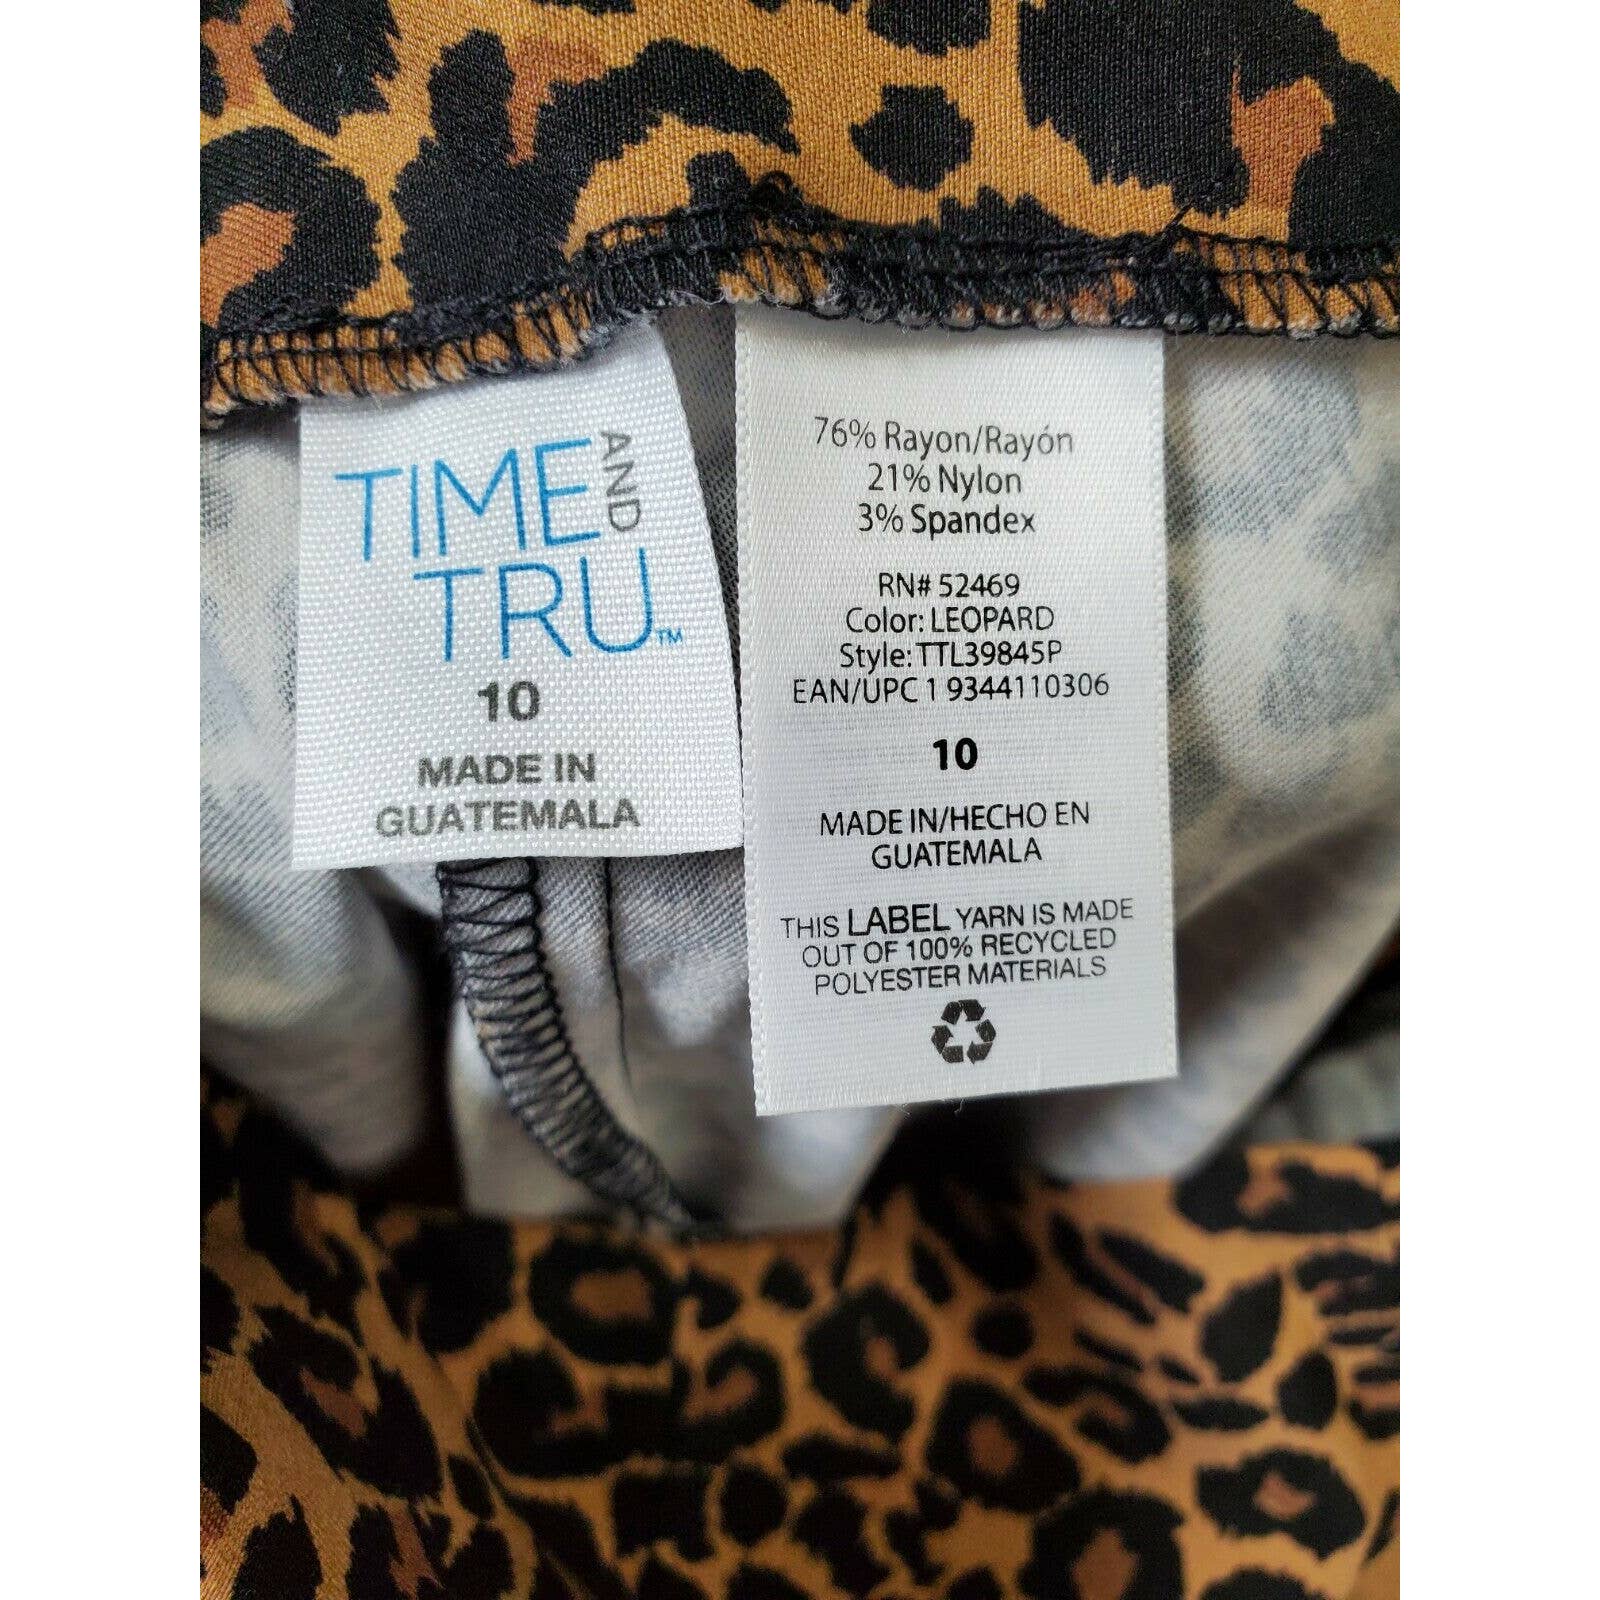 TIME AND
TRU™
10
MADE IN
GUATEMALA
76% Rayon/Rayón
21% Nylon
3% Spandex
RN# 52469
Color: LEOPARD
Style: TTL39845P
EAN/UPC 1 9344110306
10
MADE IN/HECHO EN
GUATEMALA
THIS LABEL YARN IS MADE
OUT OF 100% RECYCLED
POLYESTER MATERIALS